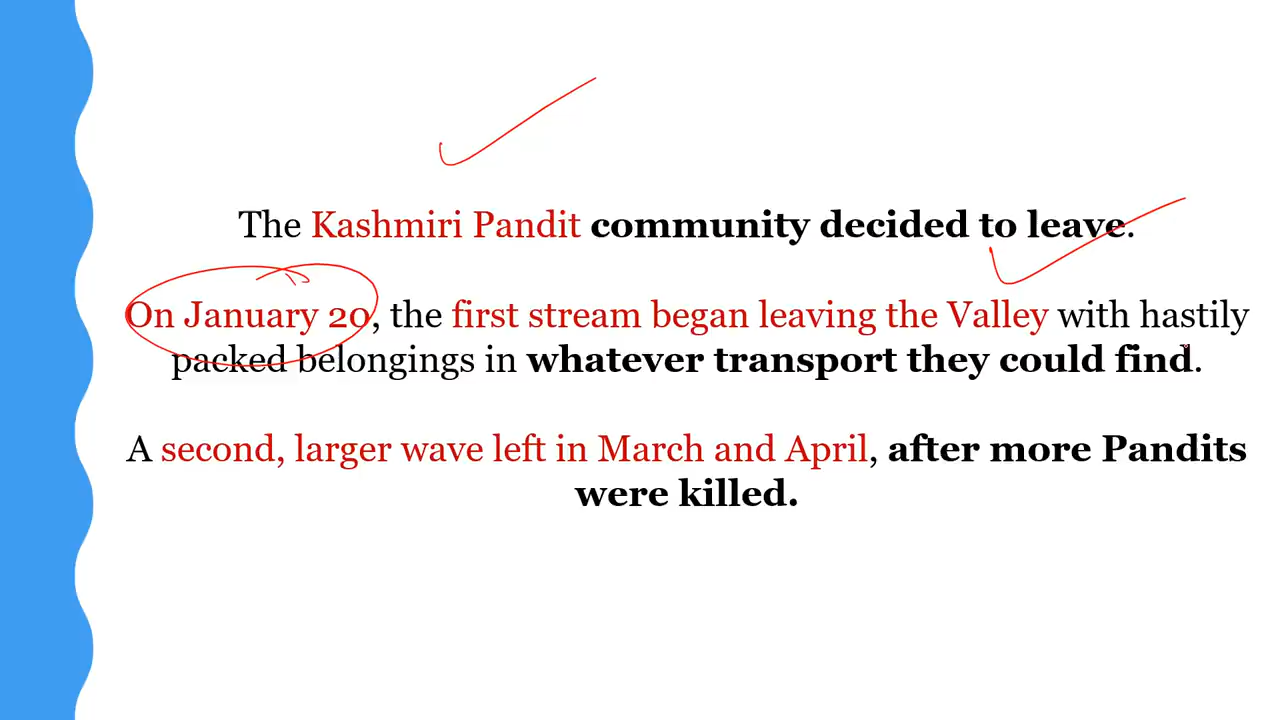 The Kashmiri Pandit community decided to leave.
On January 20, the first stream began leaving the Valley with hastily
packed belongings in whatever transport they could find.
A second, larger wave left in March and April, after more Pandits
were killed.